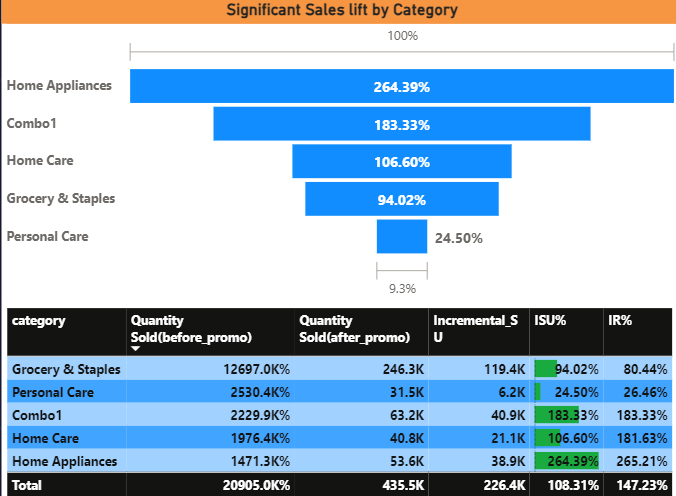 Significant Sales lift by Category
100%
Home Appliances 264.39%
Combo1 183.33%
Home Care 106.60%
Grocery & Staples 94.02%
Personal Care 24.50%
9.3%
category Quantity Sold(before_promo) Quantity Sold(after_promo) Incremental_SU ISU% IR%
Grocery & Staples 12697.0K% 246.3K 119.4K 94.02% 80.44%
Personal Care 2530.4K% 31.5K 6.2K 24.50% 26.46%
Combo1 2229.9K% 63.2K 40.9K 183.33% 183.33%
Home Care 1976.4K% 40.8K 21.1K 106.60% 181.63%
Home Appliances 1471.3K% 53.6K 38.9K 264.39% 265.21%
Total 20905.0K% 435.5K 226.4K 108.31% 147.23%